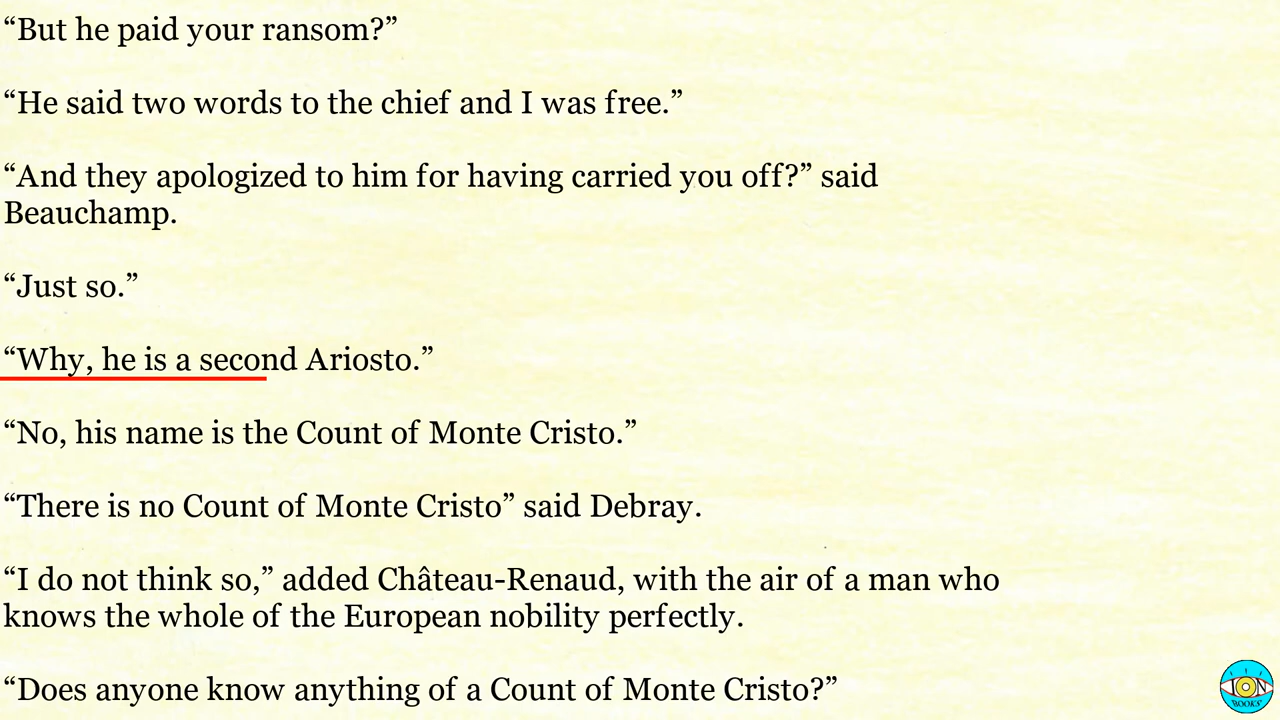 “But he paid your ransom?”
“He said two words to the chief and I was free.”
“And they apologized to him for having carried you off?” said
Beauchamp.
“Just so.”
“Why, he is a second Ariosto.”
“No, his name is the Count of Monte Cristo.”
“There is no Count of Monte Cristo” said Debray.
“I do not think so,” added Château-Renaud, with the air of a man who
knows the whole of the European nobility perfectly.
“Does anyone know anything of a Count of Monte Cristo?”
ION
BOOKS